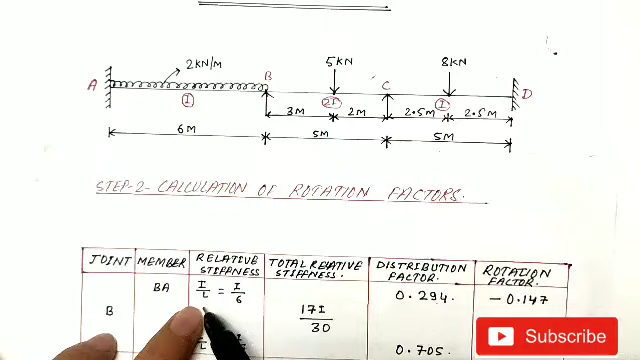 2KN/M
5KN
8KN
A
B
C
D
I
2I
I
3M
2M
2.5M
2.5M
6M
5M
5M
STEP-2- CALCULATION OF ROTATION FACTORS.
JOINT
MEMBER
RELATIVE STIFFNESS
TOTAL RELATIVE STIFFNESS.
DISTRIBUTION FACTOR.
ROTATION FACTOR.
B
BA
I/L = I/6
17I/30
0.294.
-0.147
0.705.
SUBSCRIBE